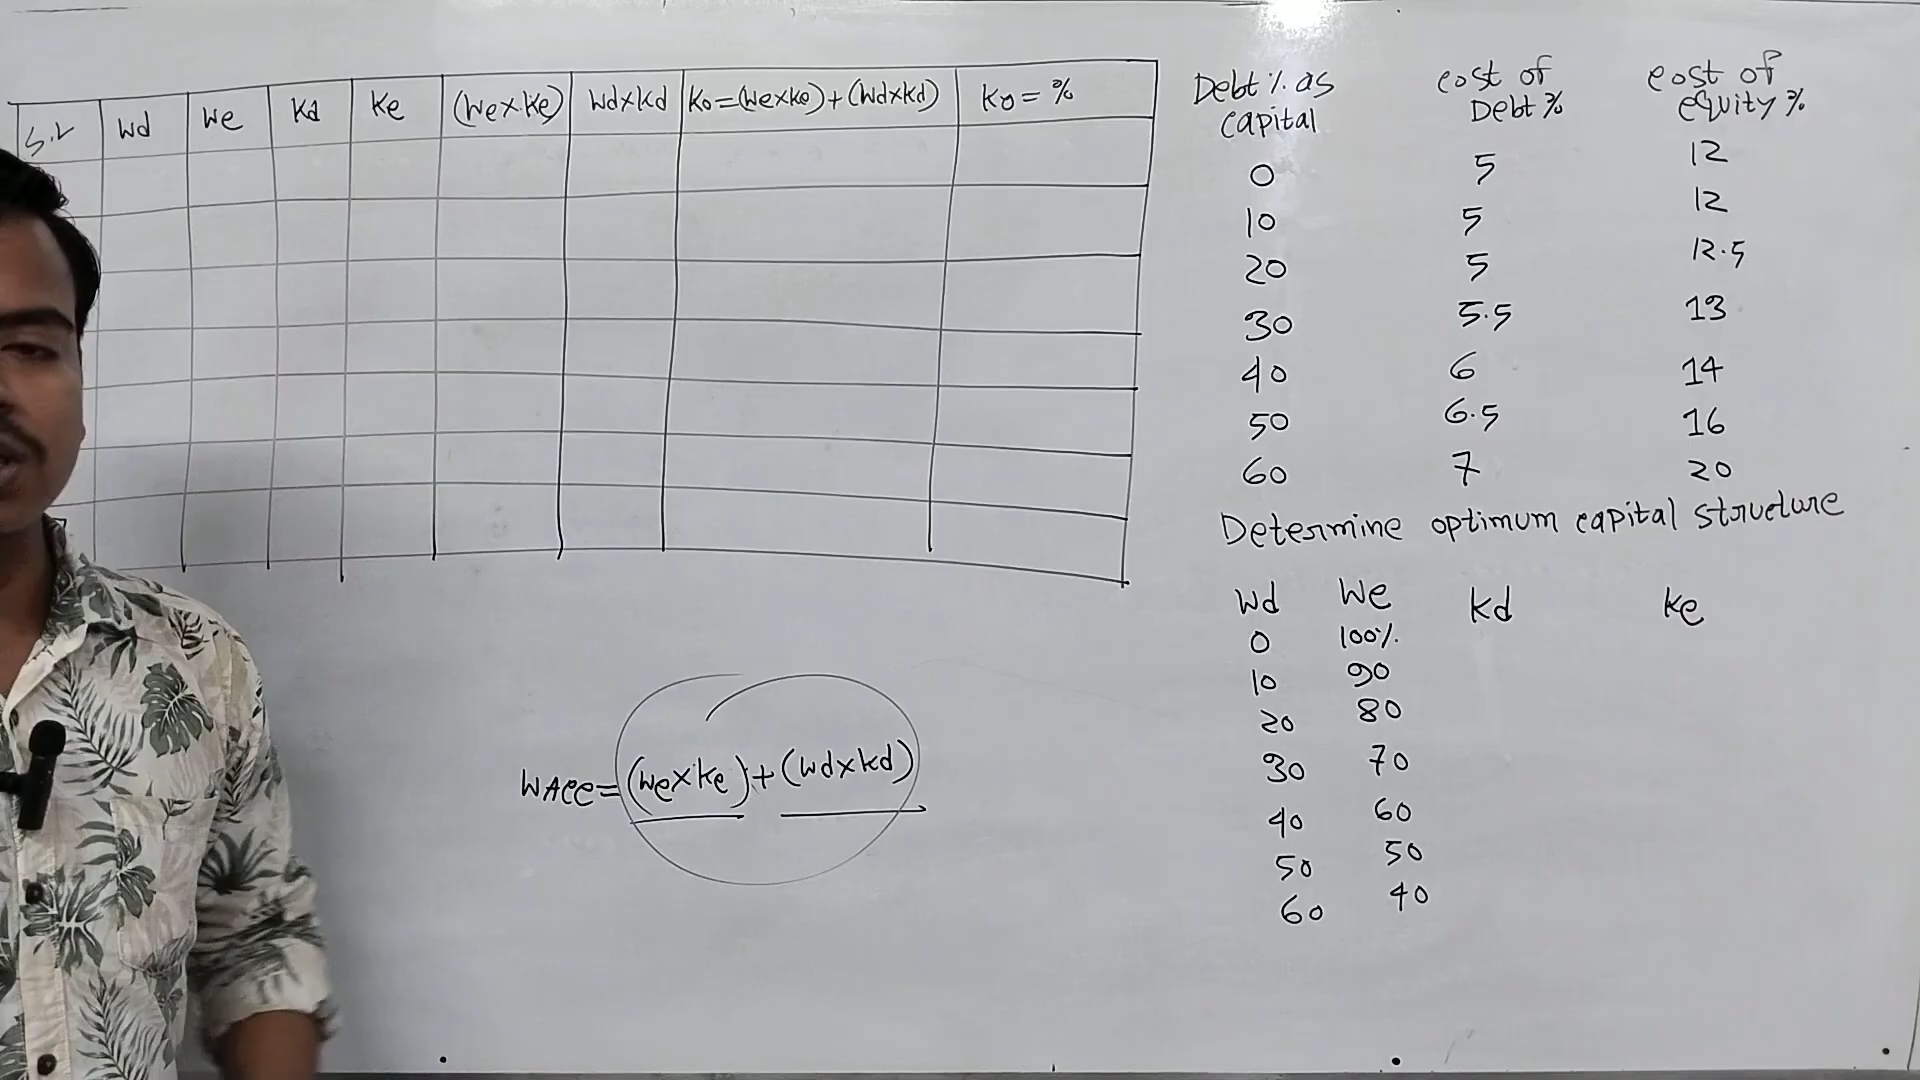 S.N Wd We Kd Ke (We×Ke) Wd×Kd Ko=(We×Ke)+(Wd×Kd) Ko=%
Debt % as capital cost of Debt % cost of equity %
0 5 12
10 5 12
20 5 12.5
30 5.5 13
40 6 14
50 6.5 16
60 7 20
Determine optimum capital structure
Wd We Kd Ke
0 100%
10 90
20 80
30 70
40 60
50 50
60 40
WACC=(We×Ke)+(Wd×Kd)